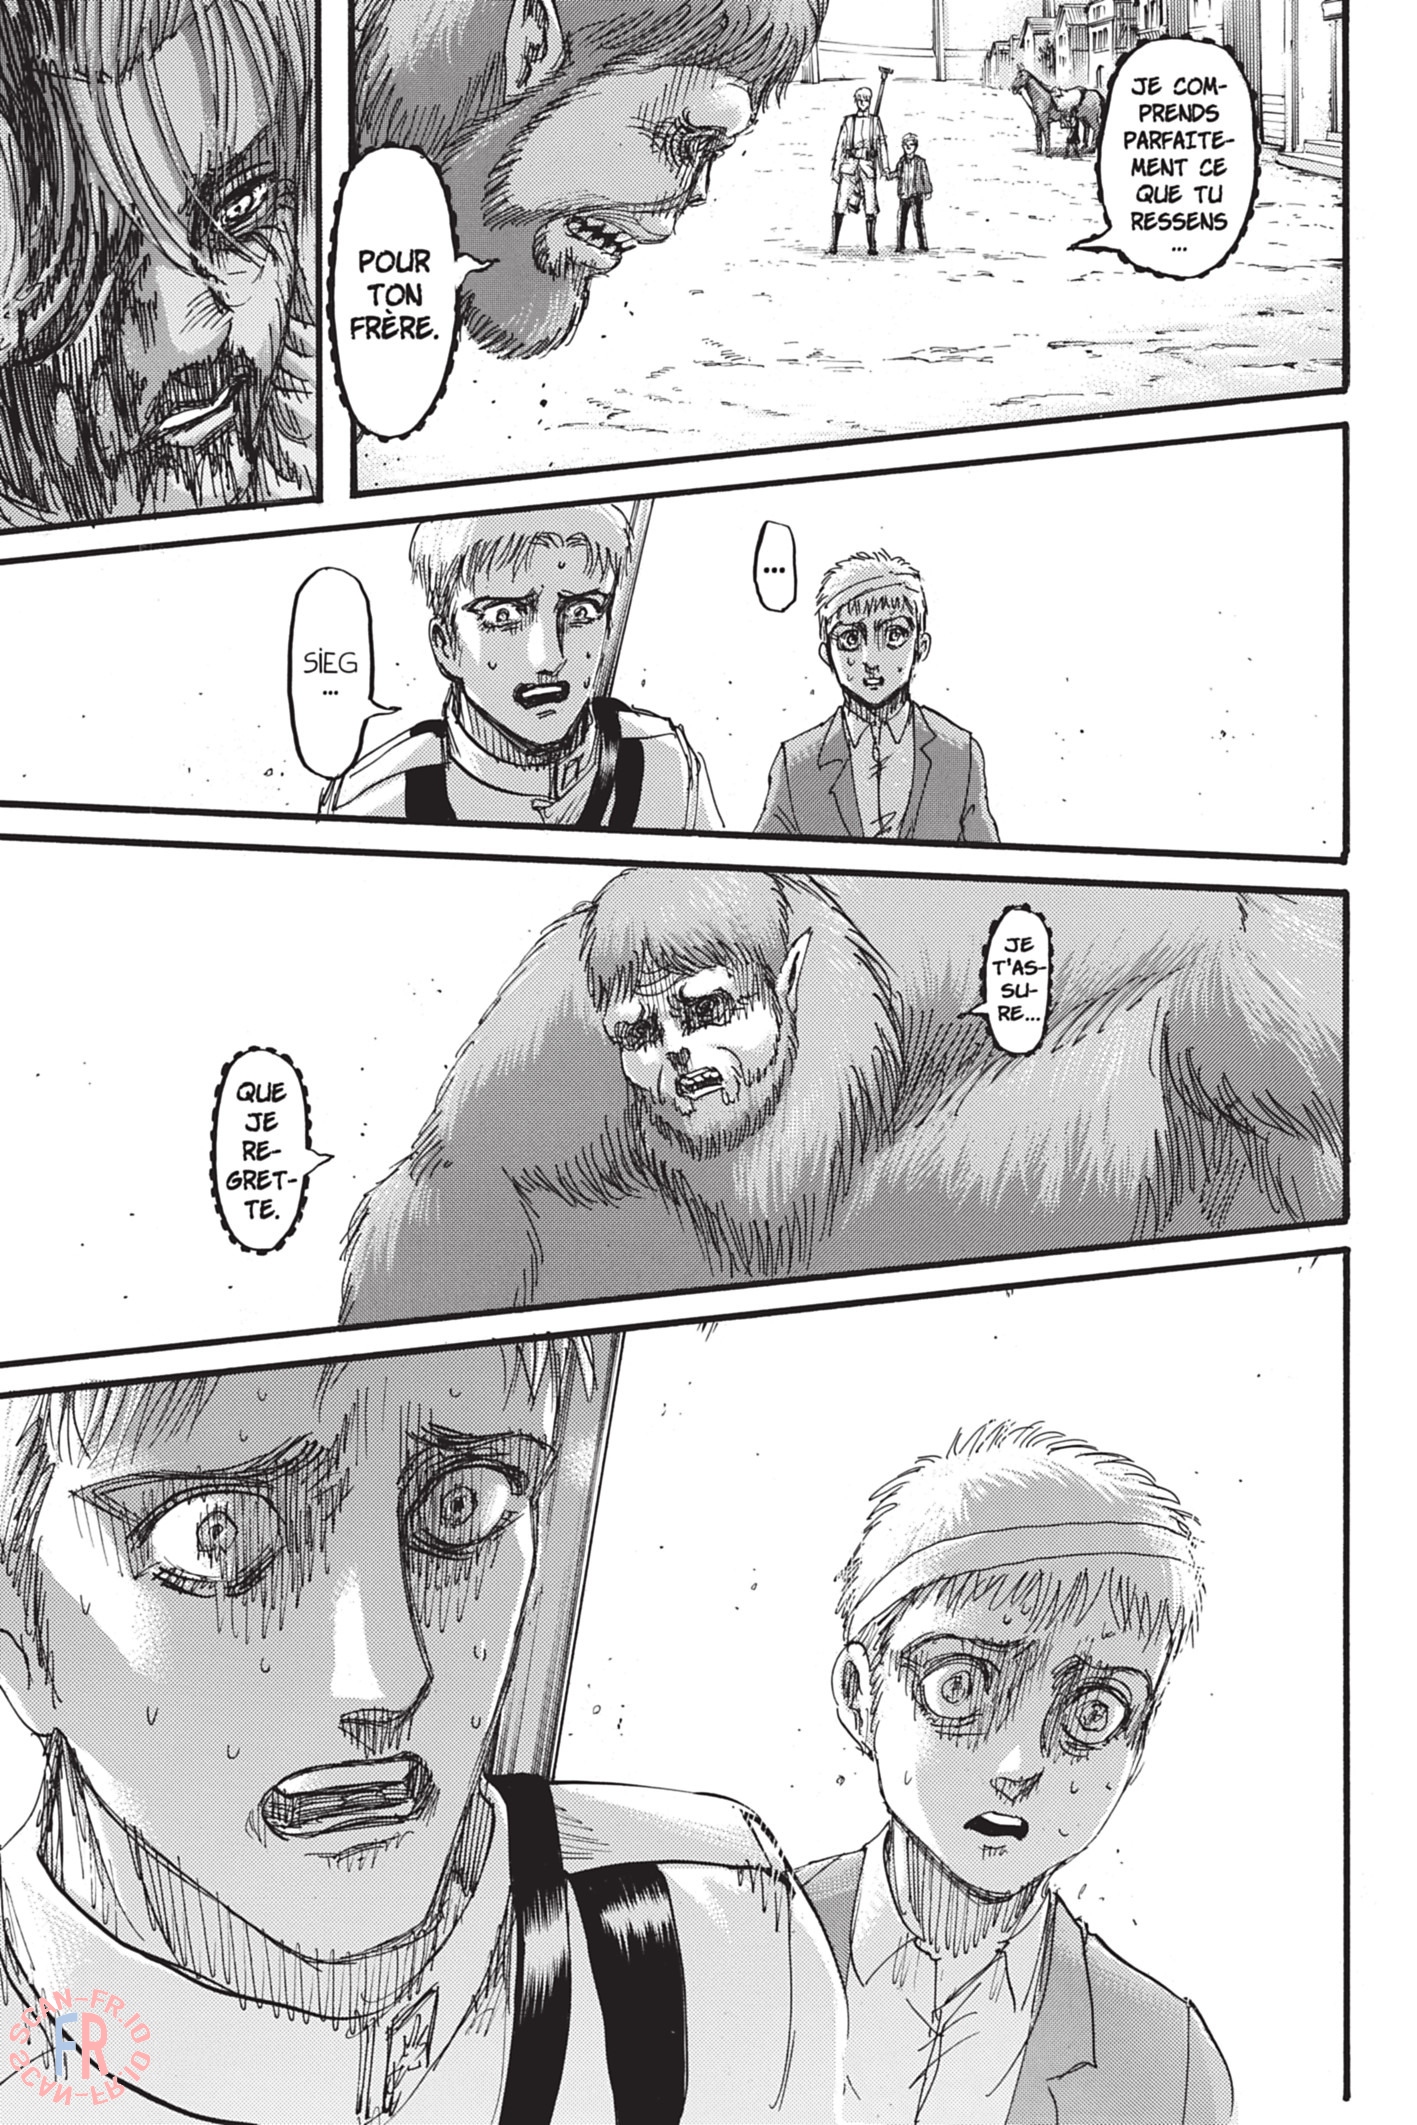 JE COM-
PRENDS
PARFAITE-
MENT CE
QUE TU
RESSENS
...
POUR
TON
FRÈRE.
...
SIEG
...
JE
T'AS-
SU-
RE...
QUE
JE
RE-
GRET-
TE.
SCAN-FR.IO
FR
SCAN-FR.IO